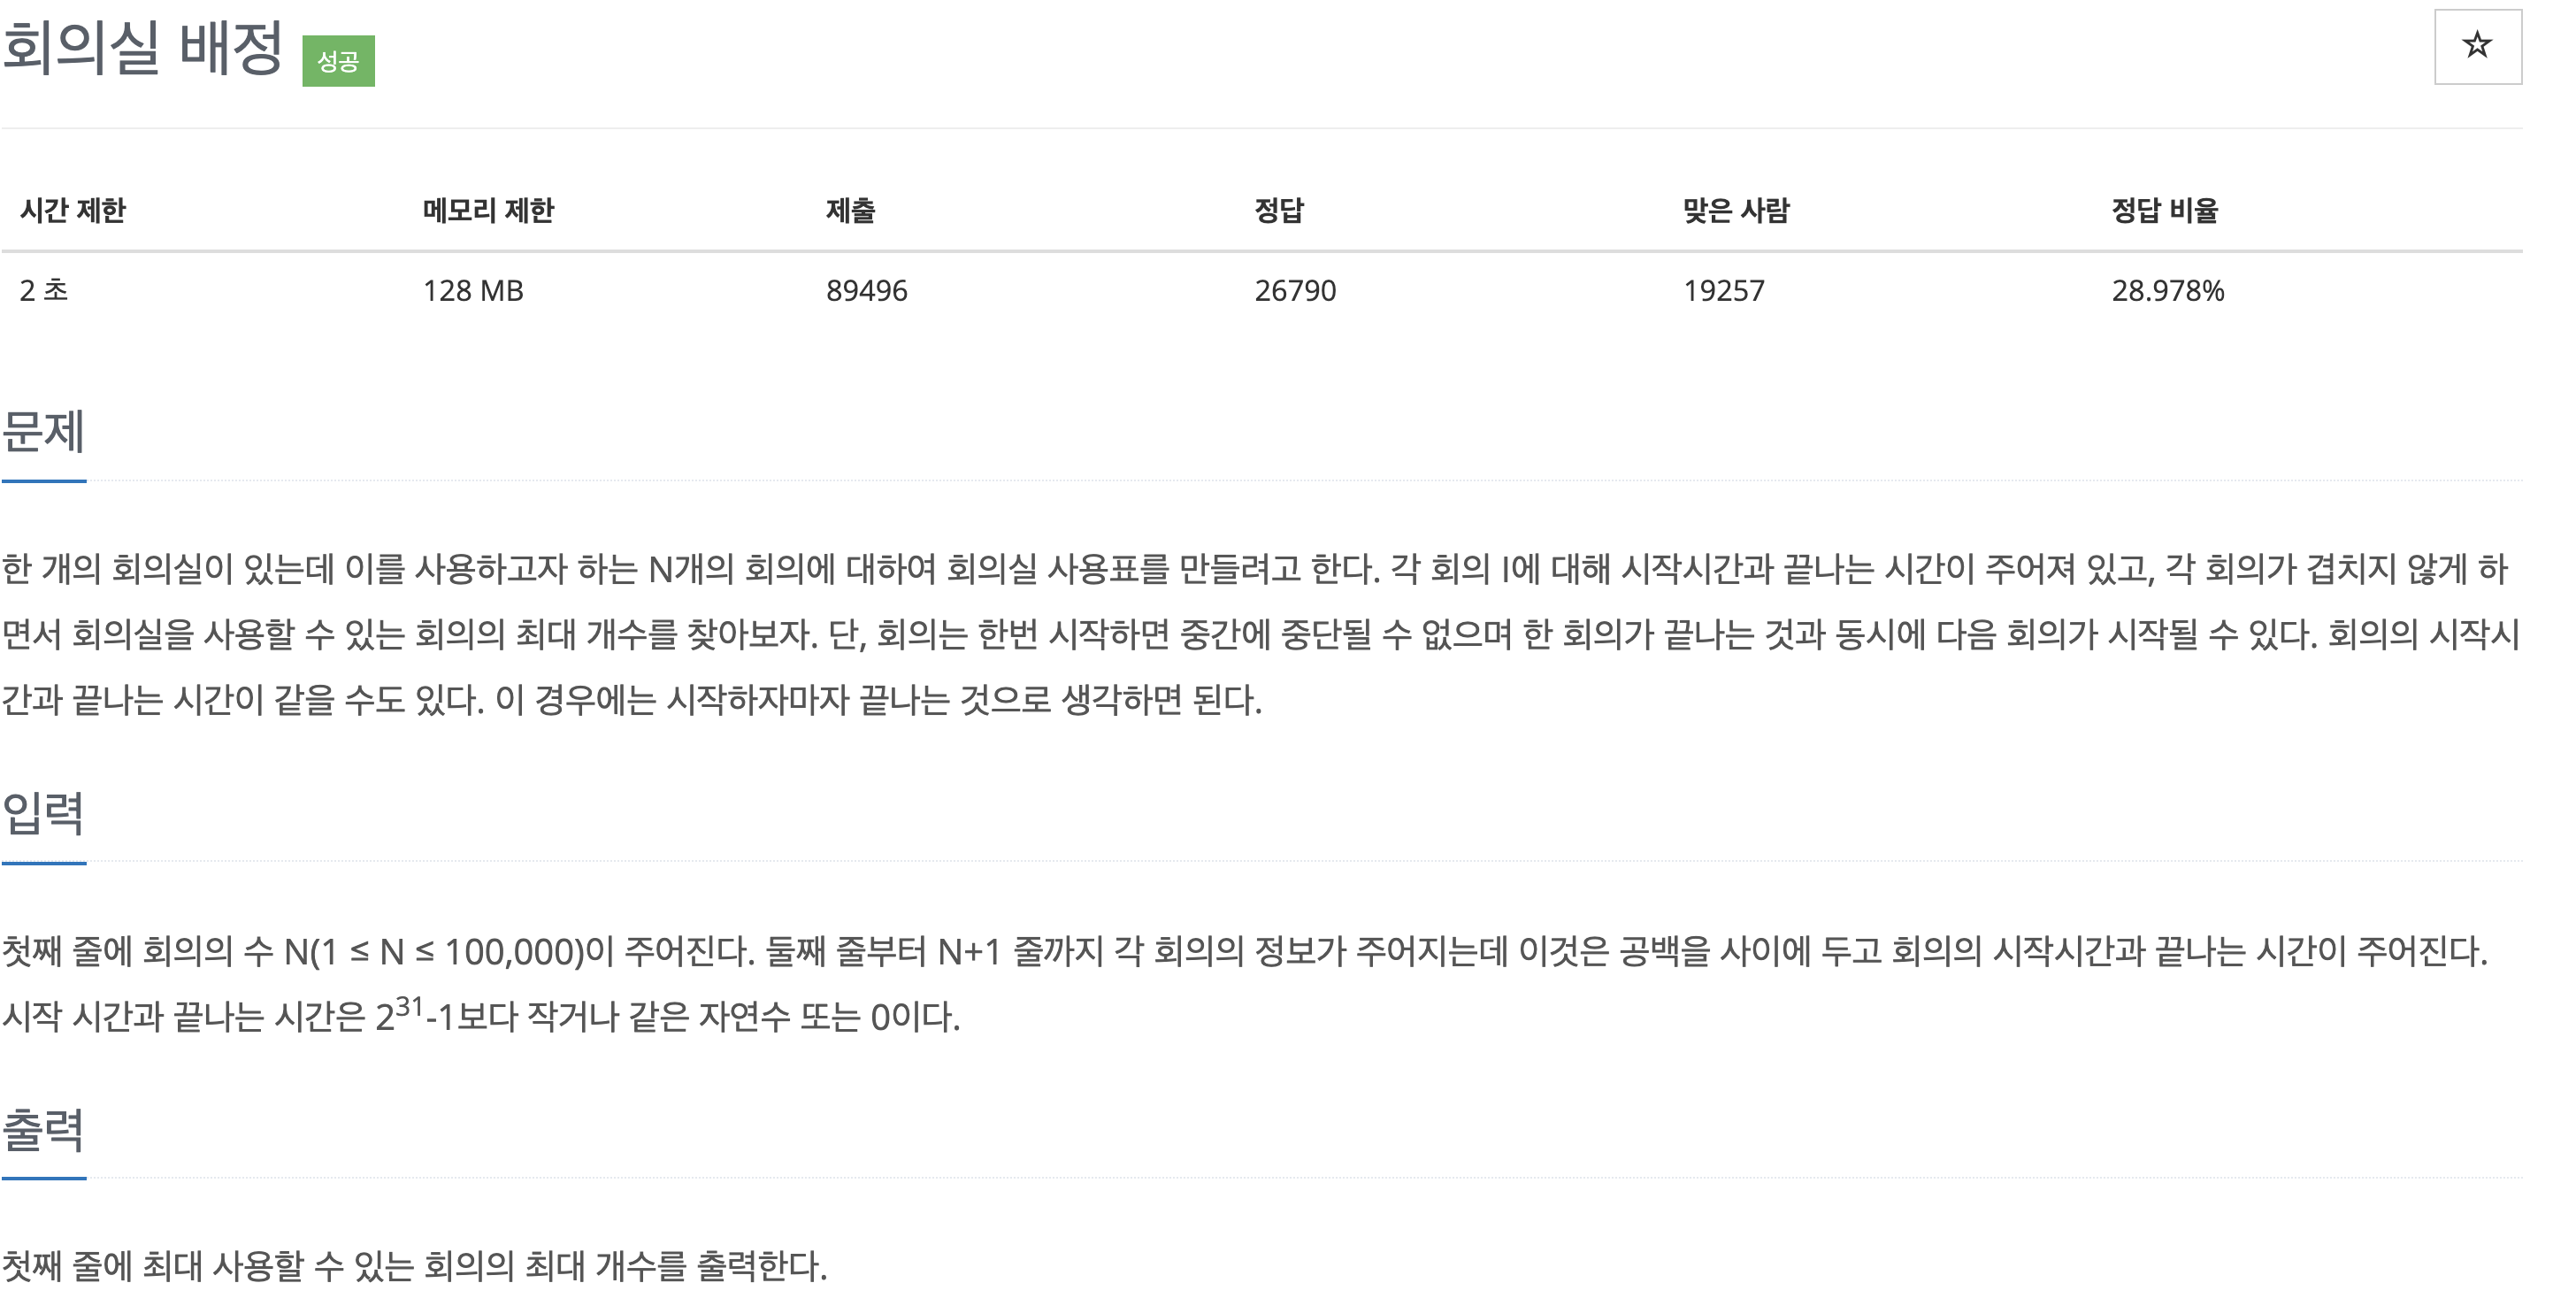 회의실 배정 성공
☆
시간 제한 메모리 제한 제출 정답 맞은 사람 정답 비율
2 초 128 MB 89496 26790 19257 28.978%
문제
한 개의 회의실이 있는데 이를 사용하고자 하는 N개의 회의에 대하여 회의실 사용표를 만들려고 한다. 각 회의 I에 대해 시작시간과 끝나는 시간이 주어져 있고, 각 회의가 겹치지 않게 하
면서 회의실을 사용할 수 있는 회의의 최대 개수를 찾아보자. 단, 회의는 한번 시작하면 중간에 중단될 수 없으며 한 회의가 끝나는 것과 동시에 다음 회의가 시작될 수 있다. 회의의 시작시
간과 끝나는 시간이 같을 수도 있다. 이 경우에는 시작하자마자 끝나는 것으로 생각하면 된다.
입력
첫째 줄에 회의의 수 N(1 ≤ N ≤ 100,000)이 주어진다. 둘째 줄부터 N+1 줄까지 각 회의의 정보가 주어지는데 이것은 공백을 사이에 두고 회의의 시작시간과 끝나는 시간이 주어진다.
시작 시간과 끝나는 시간은 2³¹-1보다 작거나 같은 자연수 또는 0이다.
출력
첫째 줄에 최대 사용할 수 있는 회의의 최대 개수를 출력한다.